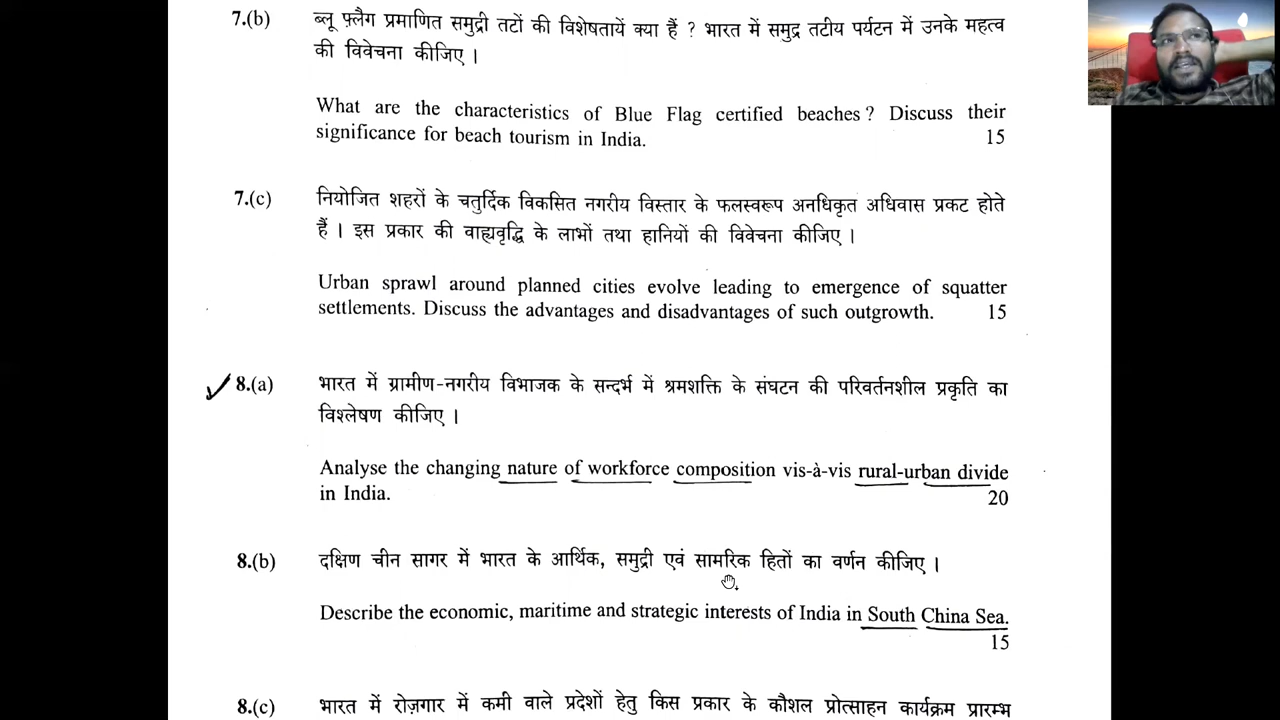 7.(b) ब्लू फ़्लैग प्रमाणित समुद्री तटों की विशेषतायें क्या हैं ? भारत में समुद्र तटीय पर्यटन में उनके महत्व
की विवेचना कीजिए ।
What are the characteristics of Blue Flag certified beaches ? Discuss their
significance for beach tourism in India. 15
7.(c) नियोजित शहरों के चतुर्दिक विकसित नगरीय विस्तार के फलस्वरूप अनधिकृत अधिवास प्रकट होते
हैं । इस प्रकार की वाह्यवृद्धि के लाभों तथा हानियों की विवेचना कीजिए ।
Urban sprawl around planned cities evolve leading to emergence of squatter
settlements. Discuss the advantages and disadvantages of such outgrowth. 15
8.(a) भारत में ग्रामीण-नगरीय विभाजक के सन्दर्भ में श्रमशक्ति के संघटन की परिवर्तनशील प्रकृति का
विश्लेषण कीजिए ।
Analyse the changing nature of workforce composition vis-à-vis rural-urban divide
in India. 20
8.(b) दक्षिण चीन सागर में भारत के आर्थिक, समुद्री एवं सामरिक हितों का वर्णन कीजिए ।
Describe the economic, maritime and strategic interests of India in South China Sea.
15
8.(c) भारत में रोज़गार में कमी वाले प्रदेशों हेतु किस प्रकार के कौशल प्रोत्साहन कार्यक्रम प्रारम्भ